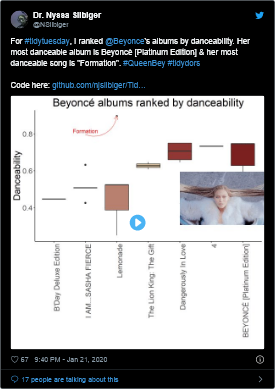 Dr. Nyssa Silbiger
@NSilbiger
For #tidytuesday, I ranked @Beyonce's albums by danceability. Her
most danceable album is Beyoncé [Platinum Edition] & her most
danceable song is "Formation". #QueenBey #tidydors
Code here: github.com/njsilbiger/Tid…
Beyoncé albums ranked by danceability
Formation
Danceability
0.8
0.6
0.4
B'Day Deluxe Edition
I AM...SASHA FIERCE
Lemonade
The Lion King: The Gift
Dangerously In Love
4
BEYONCÉ [Platinum Edition]
67 9:40 PM - Jan 21, 2020
17 people are talking about this